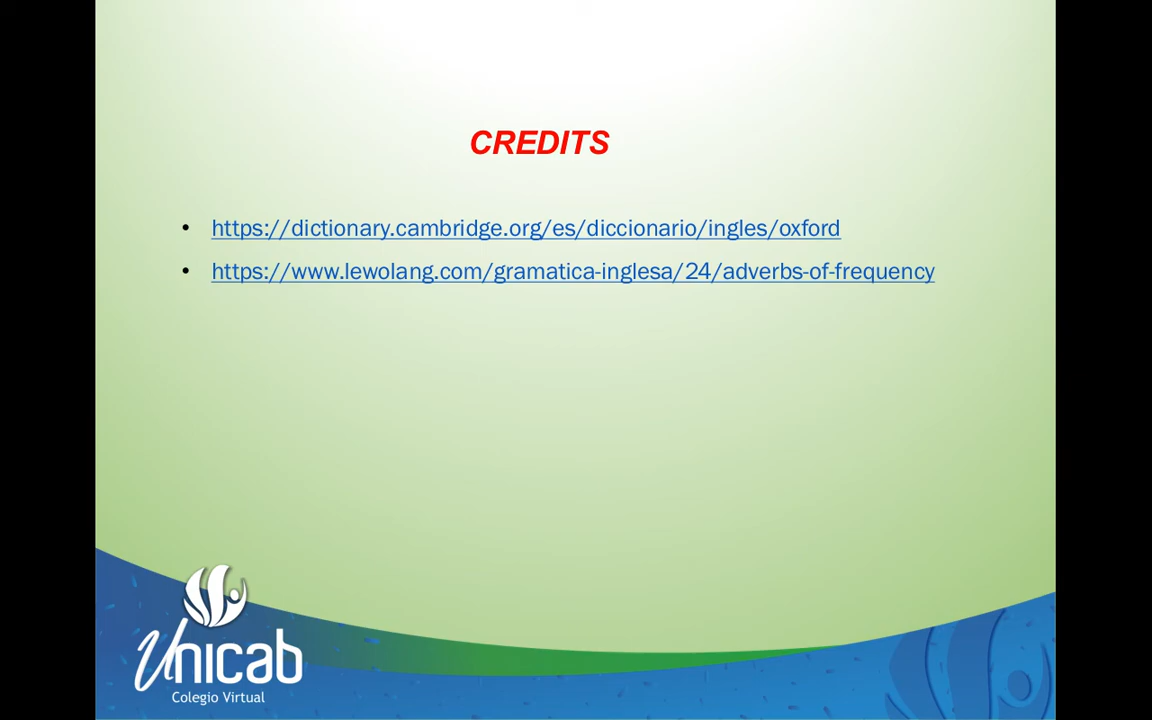 CREDITS
• https://dictionary.cambridge.org/es/diccionario/ingles/oxford
• https://www.lewolang.com/gramatica-inglesa/24/adverbs-of-frequency
Unicab
Colegio Virtual